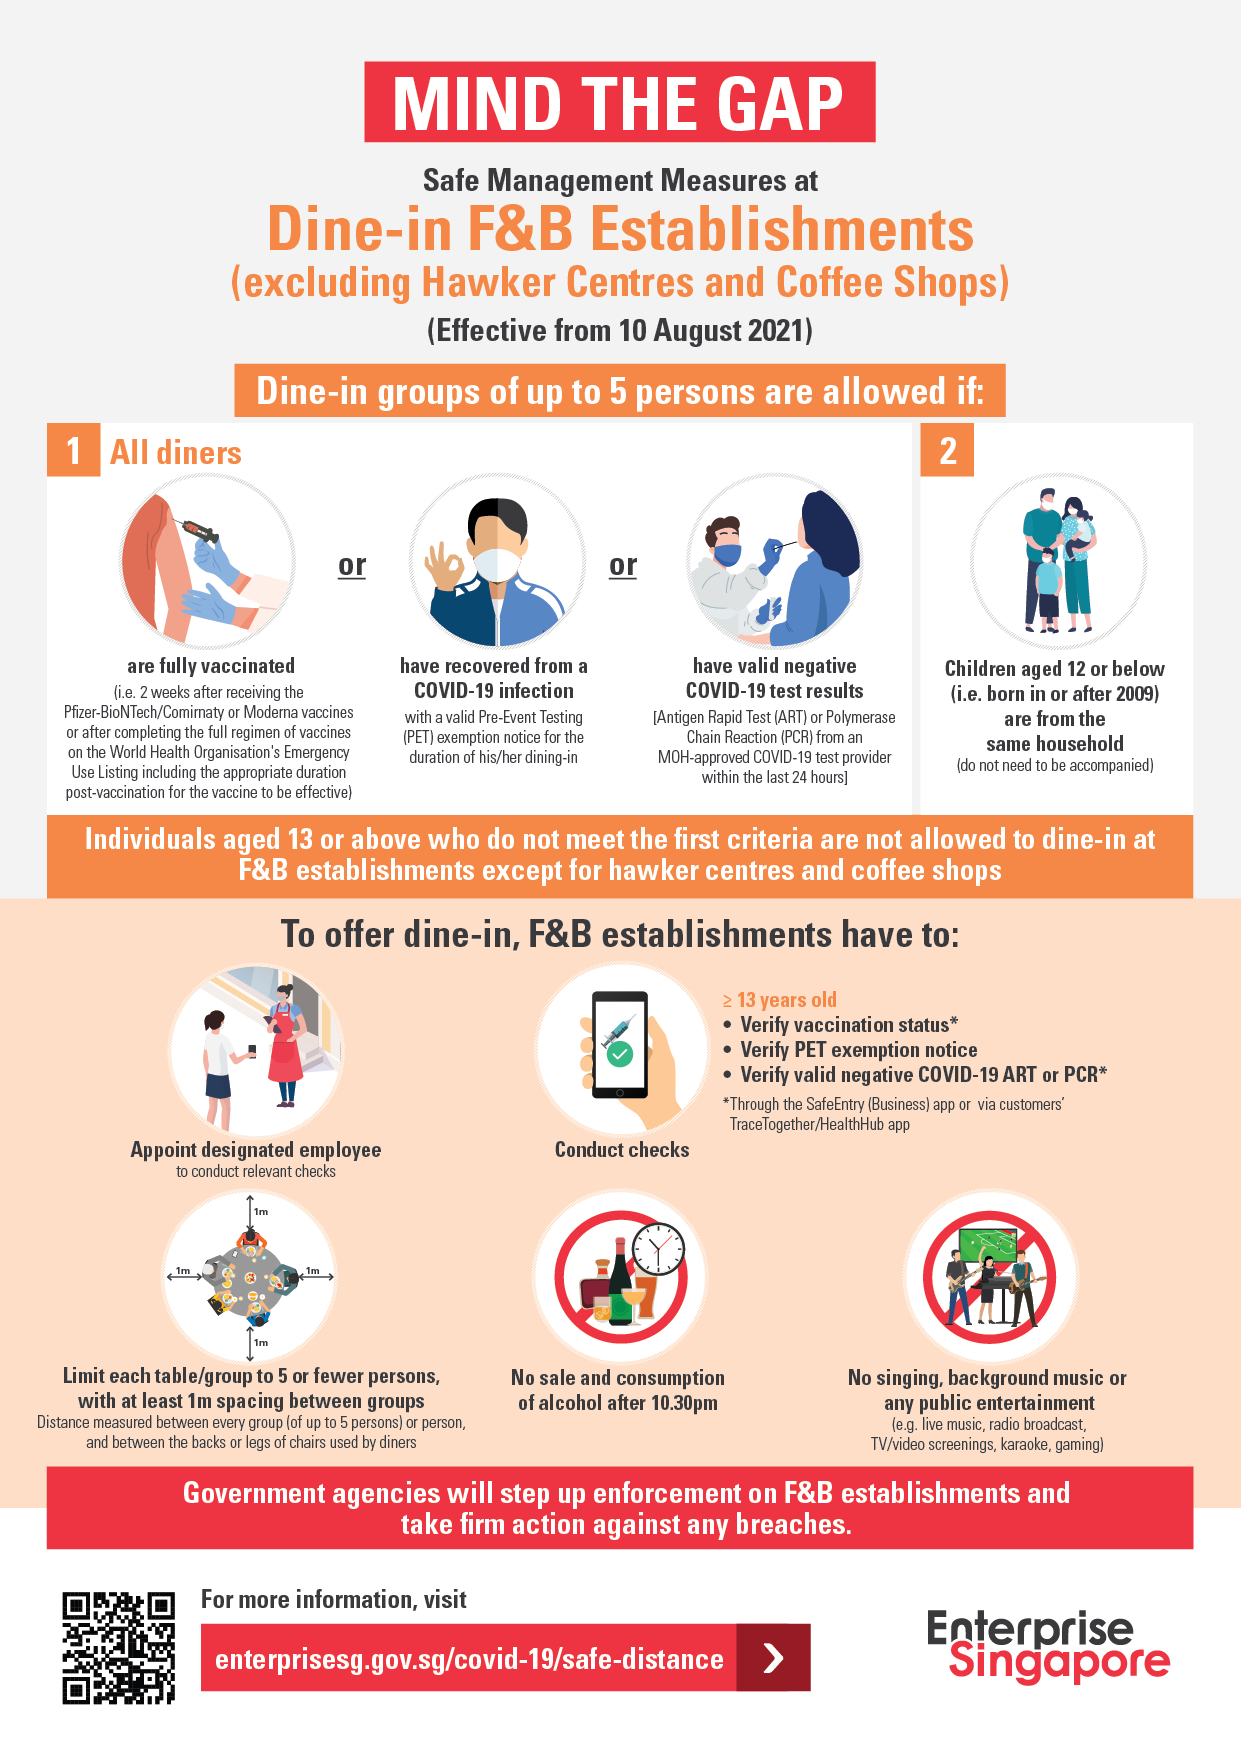 MIND THE GAP
Safe Management Measures at
Dine-in F&B Establishments
(excluding Hawker Centres and Coffee Shops)
(Effective from 10 August 2021)
Dine-in groups of up to 5 persons are allowed if:
1 All diners
or
or
are fully vaccinated
(i.e. 2 weeks after receiving the
Pfizer-BioNTech/Comirnaty or Moderna vaccines
or after completing the full regimen of vaccines
on the World Health Organisation's Emergency
Use Listing including the appropriate duration
post-vaccination for the vaccine to be effective)
have recovered from a
COVID-19 infection
with a valid Pre-Event Testing
(PET) exemption notice for the
duration of his/her dining-in
have valid negative
COVID-19 test results
[Antigen Rapid Test (ART) or Polymerase
Chain Reaction (PCR) from an
MOH-approved COVID-19 test provider
within the last 24 hours]
2
Children aged 12 or below
(i.e. born in or after 2009)
are from the
same household
(do not need to be accompanied)
Individuals aged 13 or above who do not meet the first criteria are not allowed to dine-in at
F&B establishments except for hawker centres and coffee shops
To offer dine-in, F&B establishments have to:
Appoint designated employee
to conduct relevant checks
Conduct checks
≥ 13 years old
• Verify vaccination status*
• Verify PET exemption notice
• Verify valid negative COVID-19 ART or PCR*
*Through the SafeEntry (Business) app or via customers'
TraceTogether/HealthHub app
1m
1m
1m
1m
Limit each table/group to 5 or fewer persons,
with at least 1m spacing between groups
Distance measured between every group (of up to 5 persons) or person,
and between the backs or legs of chairs used by diners
No sale and consumption
of alcohol after 10.30pm
No singing, background music or
any public entertainment
(e.g. live music, radio broadcast,
TV/video screenings, karaoke, gaming)
Government agencies will step up enforcement on F&B establishments and
take firm action against any breaches.
For more information, visit
enterprisesg.gov.sg/covid-19/safe-distance
Enterprise
Singapore